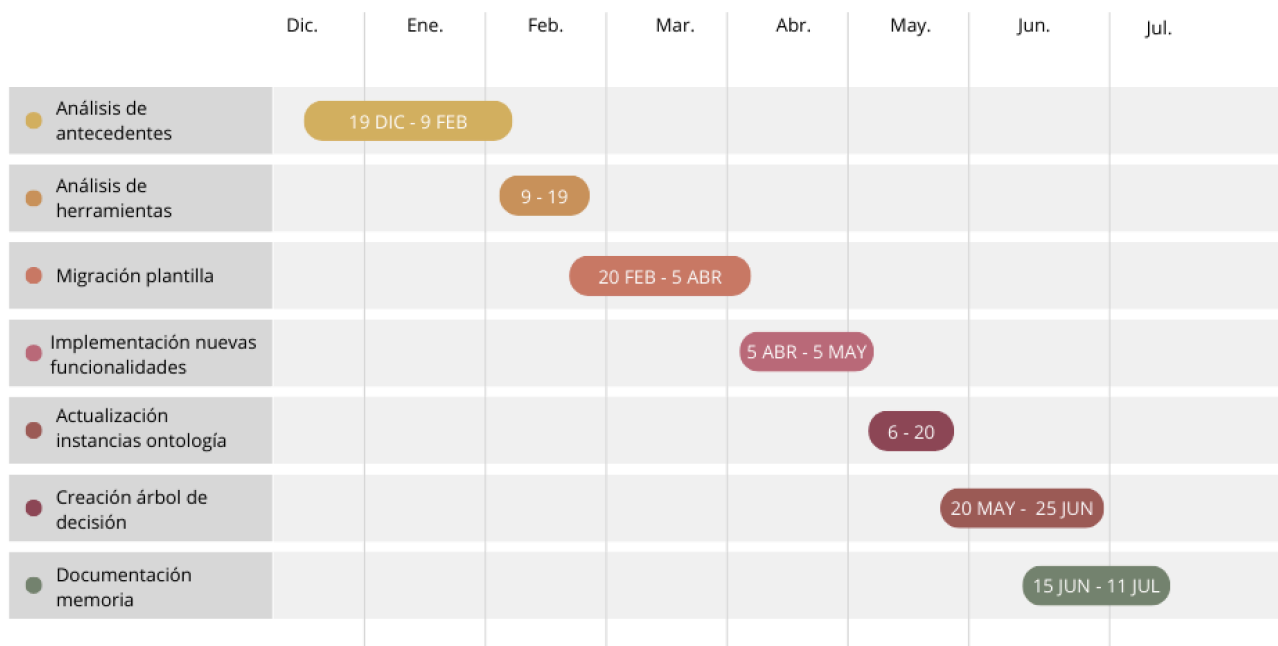 Dic. Ene. Feb. Mar. Abr. May. Jun. Jul.
Análisis de
antecedentes
19 DIC - 9 FEB
Análisis de
herramientas
9 - 19
Migración plantilla
20 FEB - 5 ABR
Implementación nuevas
funcionalidades
5 ABR - 5 MAY
Actualización
instancias ontología
6 - 20
Creación árbol de
decisión
20 MAY - 25 JUN
Documentación
memoria
15 JUN - 11 JUL